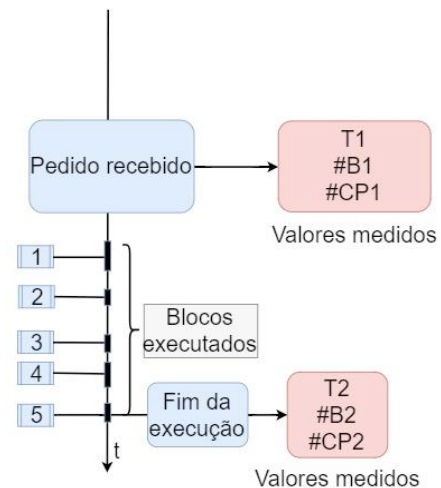 Pedido recebido
T1
#B1
#CP1
Valores medidos
1
2
3
4
5
Blocos
executados
Fim da
execução
T2
#B2
#CP2
t
Valores medidos